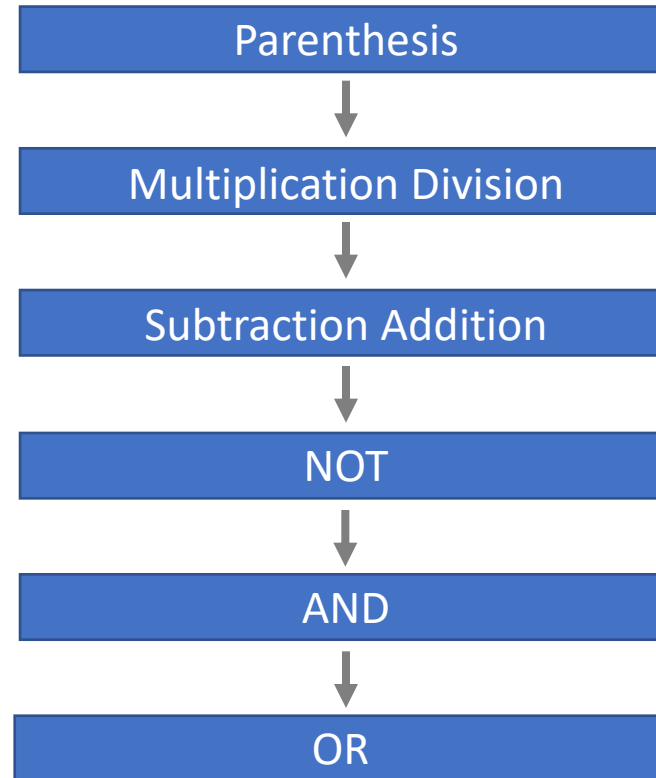 Parenthesis
Multiplication Division
Subtraction Addition
NOT
AND
OR